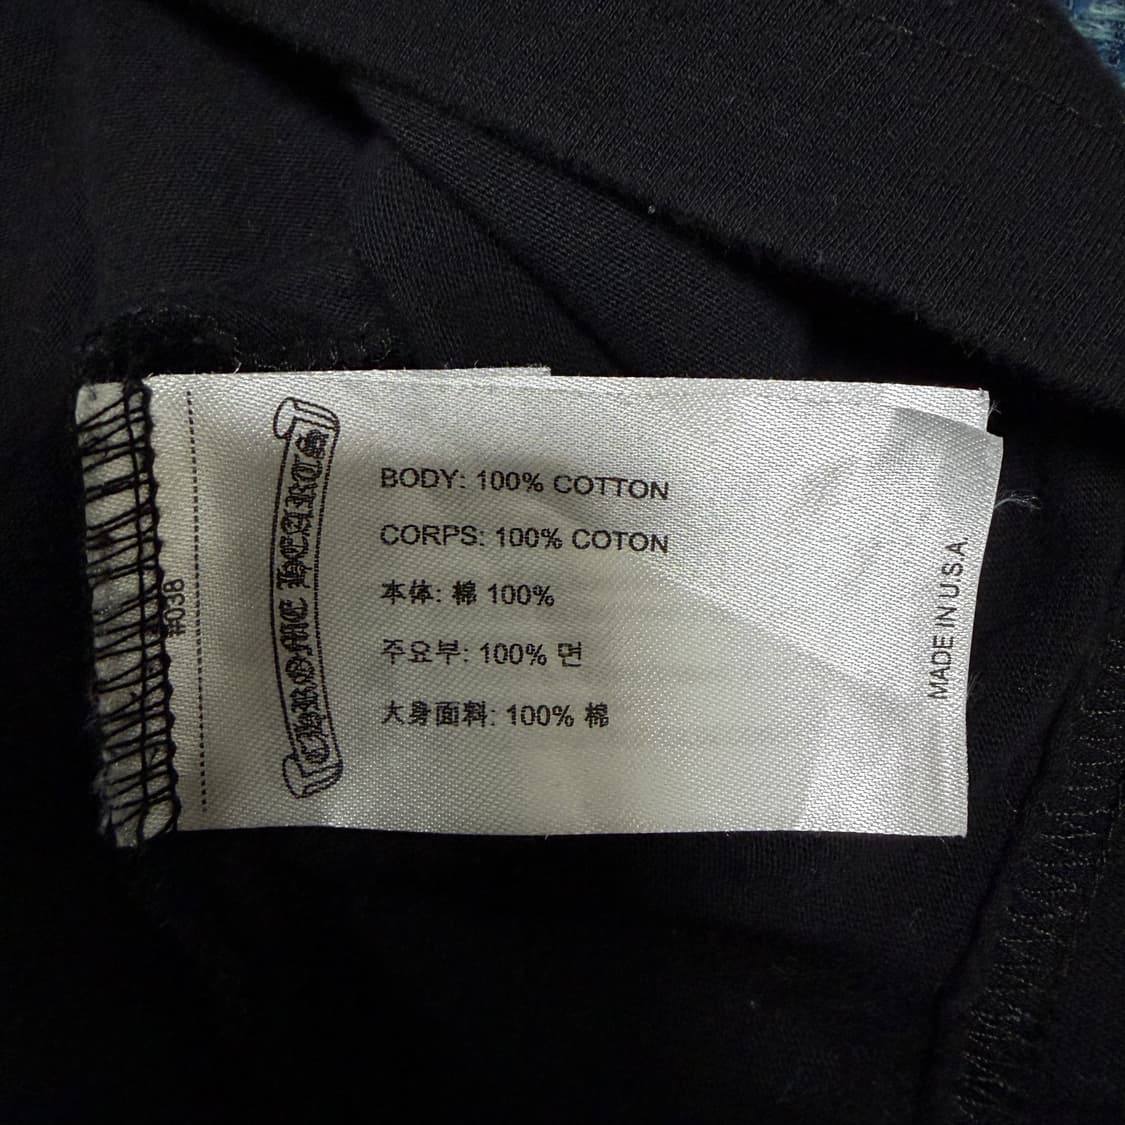 #038
CHROME HEARTS
BODY: 100% COTTON
CORPS: 100% COTON
本体: 棉 100%
주요부: 100% 면
大身面料: 100% 棉
MADE IN U.S.A.